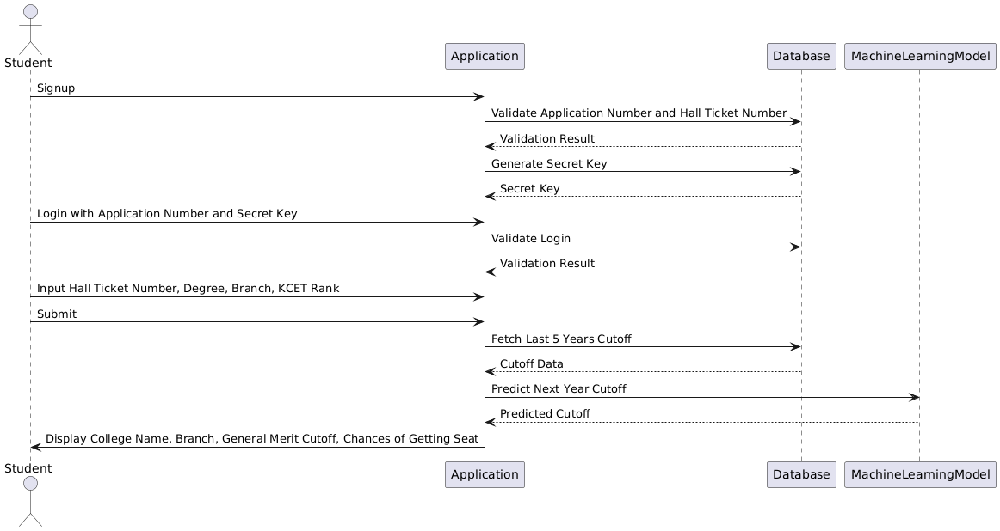 Student
Application
Database
MachineLearningModel
Signup
Validate Application Number and Hall Ticket Number
Validation Result
Generate Secret Key
Secret Key
Login with Application Number and Secret Key
Validate Login
Validation Result
Input Hall Ticket Number, Degree, Branch, KCET Rank
Submit
Fetch Last 5 Years Cutoff
Cutoff Data
Predict Next Year Cutoff
Predicted Cutoff
Display College Name, Branch, General Merit Cutoff, Chances of Getting Seat
Student
Application
Database
MachineLearningModel